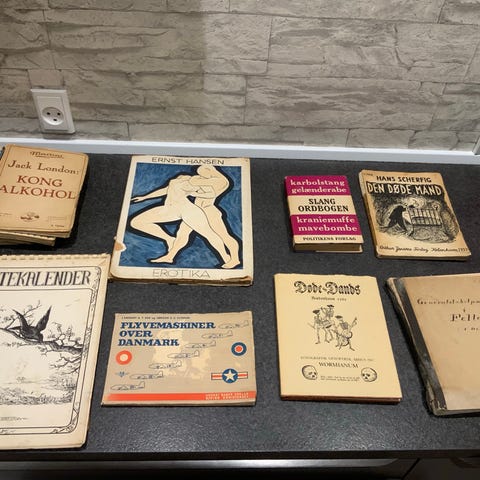 Jack London:
KONG
ALKOHOL
ERNST HANSEN
EROTIKA
karbolstang
gelænderabe
SLANG
ORDBOGEN
kraniemuffe
mavebombe
POLITIKENS FORLAG
HANS SCHERFIG
DEN DØDE MAND
TEKALENDER
FLYVEMASKINER
OVER
DANMARK
Døde-Dands
WORMIANUM